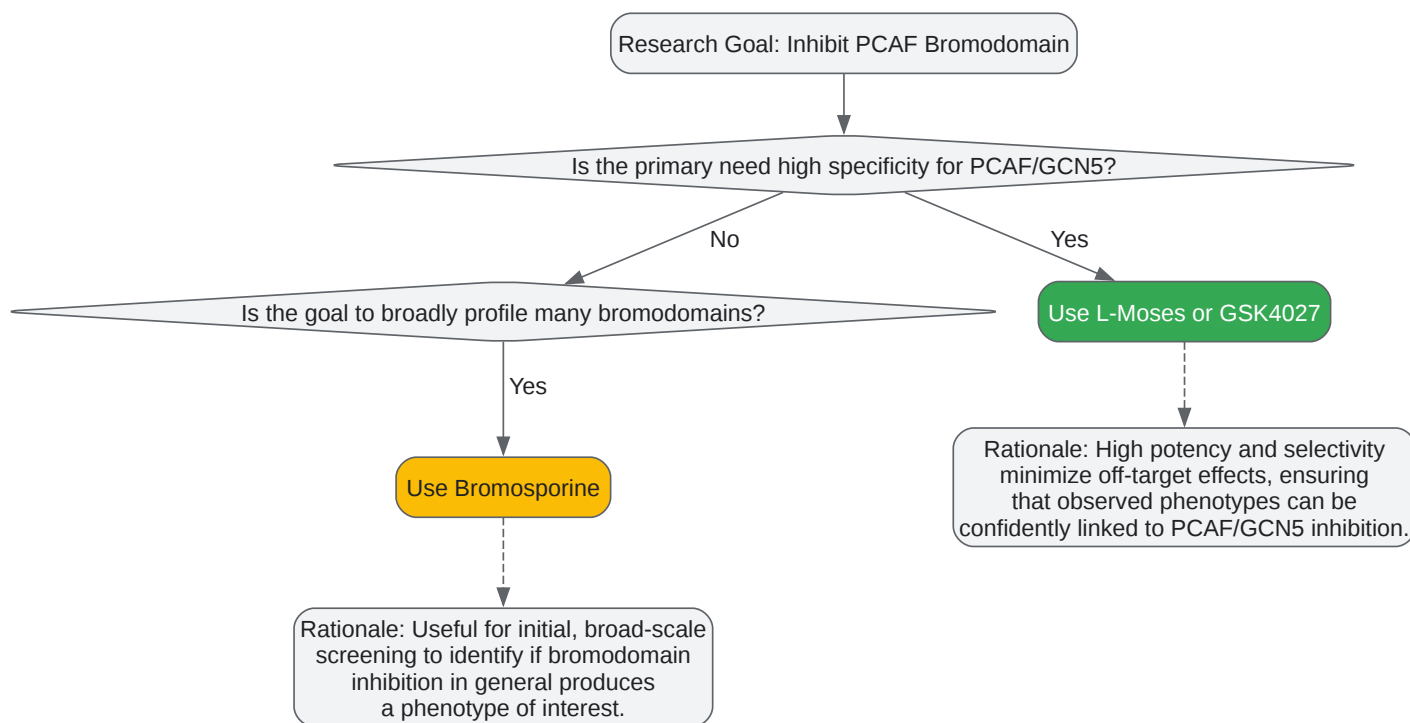 Research Goal: Inhibit PCAF Bromodomain
Is the primary need high specificity for PCAF/GCN5?
No
Yes
Is the goal to broadly profile many bromodomains?
Use L-Moses or GSK4027
Yes
Rationale: High potency and selectivity
minimize off-target effects, ensuring
that observed phenotypes can be
confidently linked to PCAF/GCN5 inhibition.
Use Bromosporine
Rationale: Useful for initial, broad-scale
screening to identify if bromodomain
inhibition in general produces
a phenotype of interest.